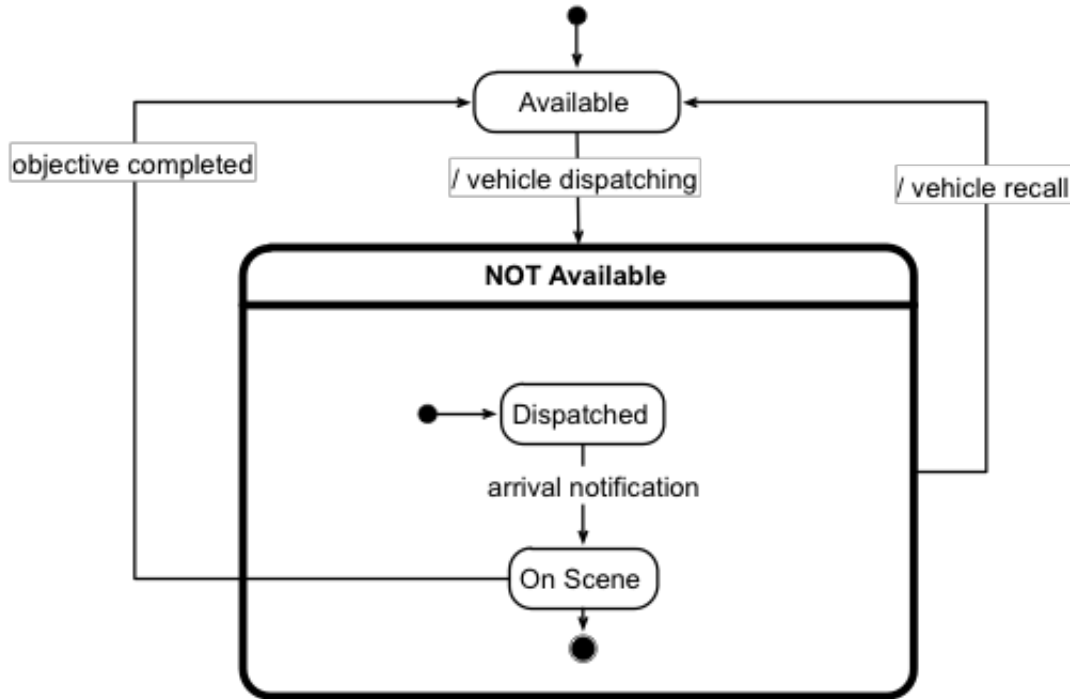 Available
objective completed
/ vehicle dispatching
/ vehicle recall
NOT Available
Dispatched
arrival notification
On Scene